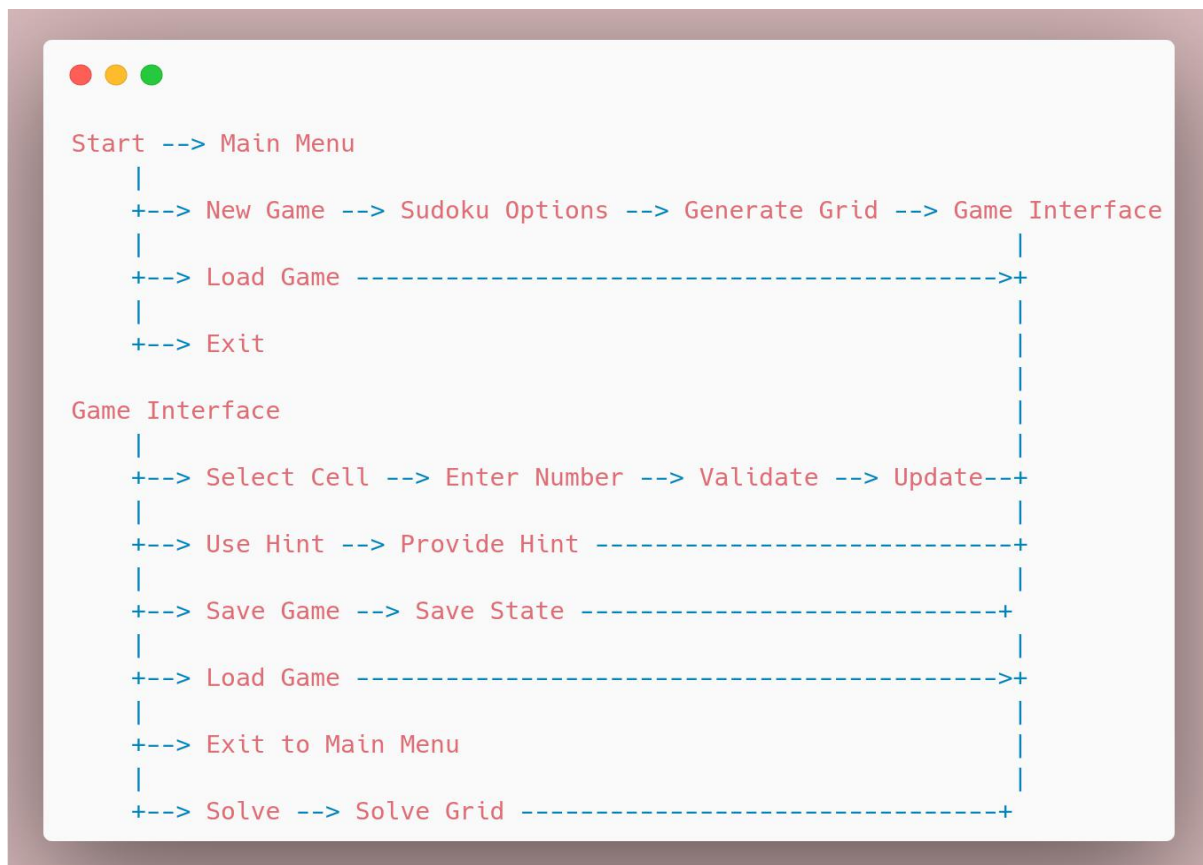 Start --> Main Menu
    |
    +--> New Game --> Sudoku Options --> Generate Grid --> Game Interface
    |                                                          |
    +--> Load Game ------------------------------------------->+
    |                                                          |
    +--> Exit                                                  |
                                                               |
Game Interface                                                 |
    |                                                          |
    +--> Select Cell --> Enter Number --> Validate --> Update--+
    |                                                          |
    +--> Use Hint --> Provide Hint ----------------------------+
    |                                                          |
    +--> Save Game --> Save State ----------------------------+
    |                                                          |
    +--> Load Game ------------------------------------------->+
    |                                                          |
    +--> Exit to Main Menu                                     |
    |                                                          |
    +--> Solve --> Solve Grid --------------------------------+